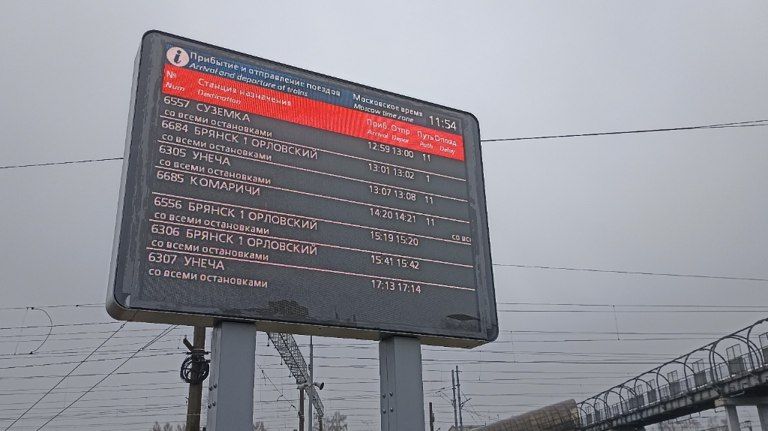 i Прибытие и отправление поездов Московское время 11:54
Arrival and departure of trains Moscow time zone
№ Станция назначения Приб. Отпр. Путь Опозд.
Num Destination Arrival Depar Path Delay
6557 СУЗЕМКА 12:59 13:00 11
со всеми остановками
6684 БРЯНСК 1 ОРЛОВСКИЙ 13:01 13:02 1
со всеми остановками
6305 УНЕЧА 13:07 13:08 11
со всеми остановками
6685 КОМАРИЧИ 14:20 14:21 11
со вс
6556 БРЯНСК 1 ОРЛОВСКИЙ 15:19 15:20
со всеми остановками
6306 БРЯНСК 1 ОРЛОВСКИЙ 15:41 15:42
со всеми остановками
6307 УНЕЧА 17:13 17:14
со всеми остановками